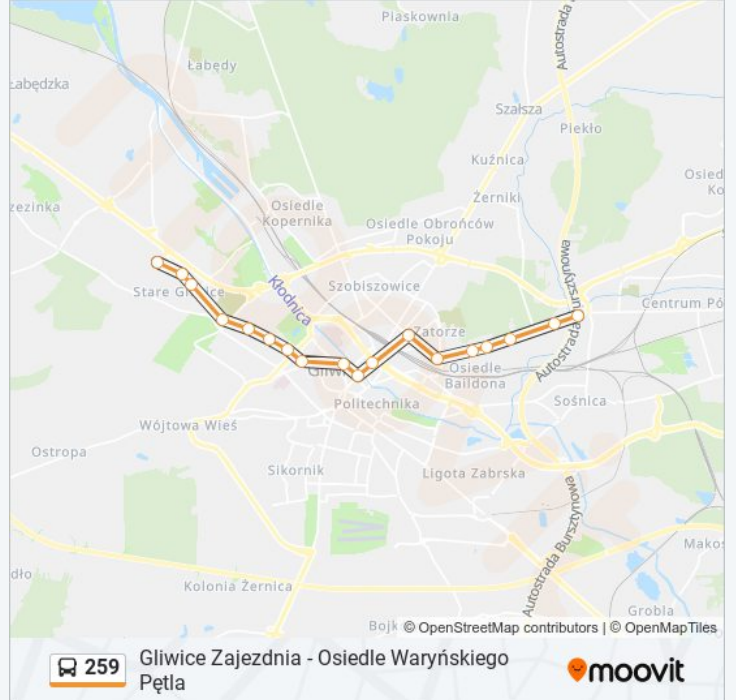 Piaskownia
Autostrada
Łabędy
Łabędzka
Szałsza
Piekło
Kuźnica
Żerniki
zezinka
Osiedle
Kopernika
Osiedle Obrońców
Pokoju
Kłodnica
Szobiszowice
Stare Gliwice
Autostrada Bursztynowa
Centrum Pó
Zatorze
Gliwi
Osiedle
Baildona
Politechnika
Sośnica
Wójtowa Wieś
Ostropa
Sikornik
Ligota Zabrska
Autostrada Bursztynowa
Makos
dło
Kolonia Żernica
Grobla
Bojk
© OpenStreetMap contributors | © OpenMapTiles
259
Gliwice Zajezdnia - Osiedle Waryńskiego
Pętla
moovit